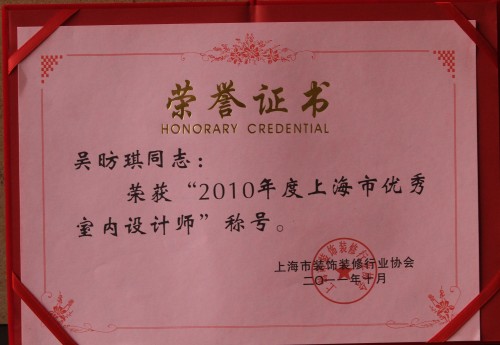 荣誉证书
HONORARY CREDENTIAL
吴昉琪同志：
荣获“2010年度上海市优秀
室内设计师”称号。
上海市装饰装修行业协会
二〇一一年十月